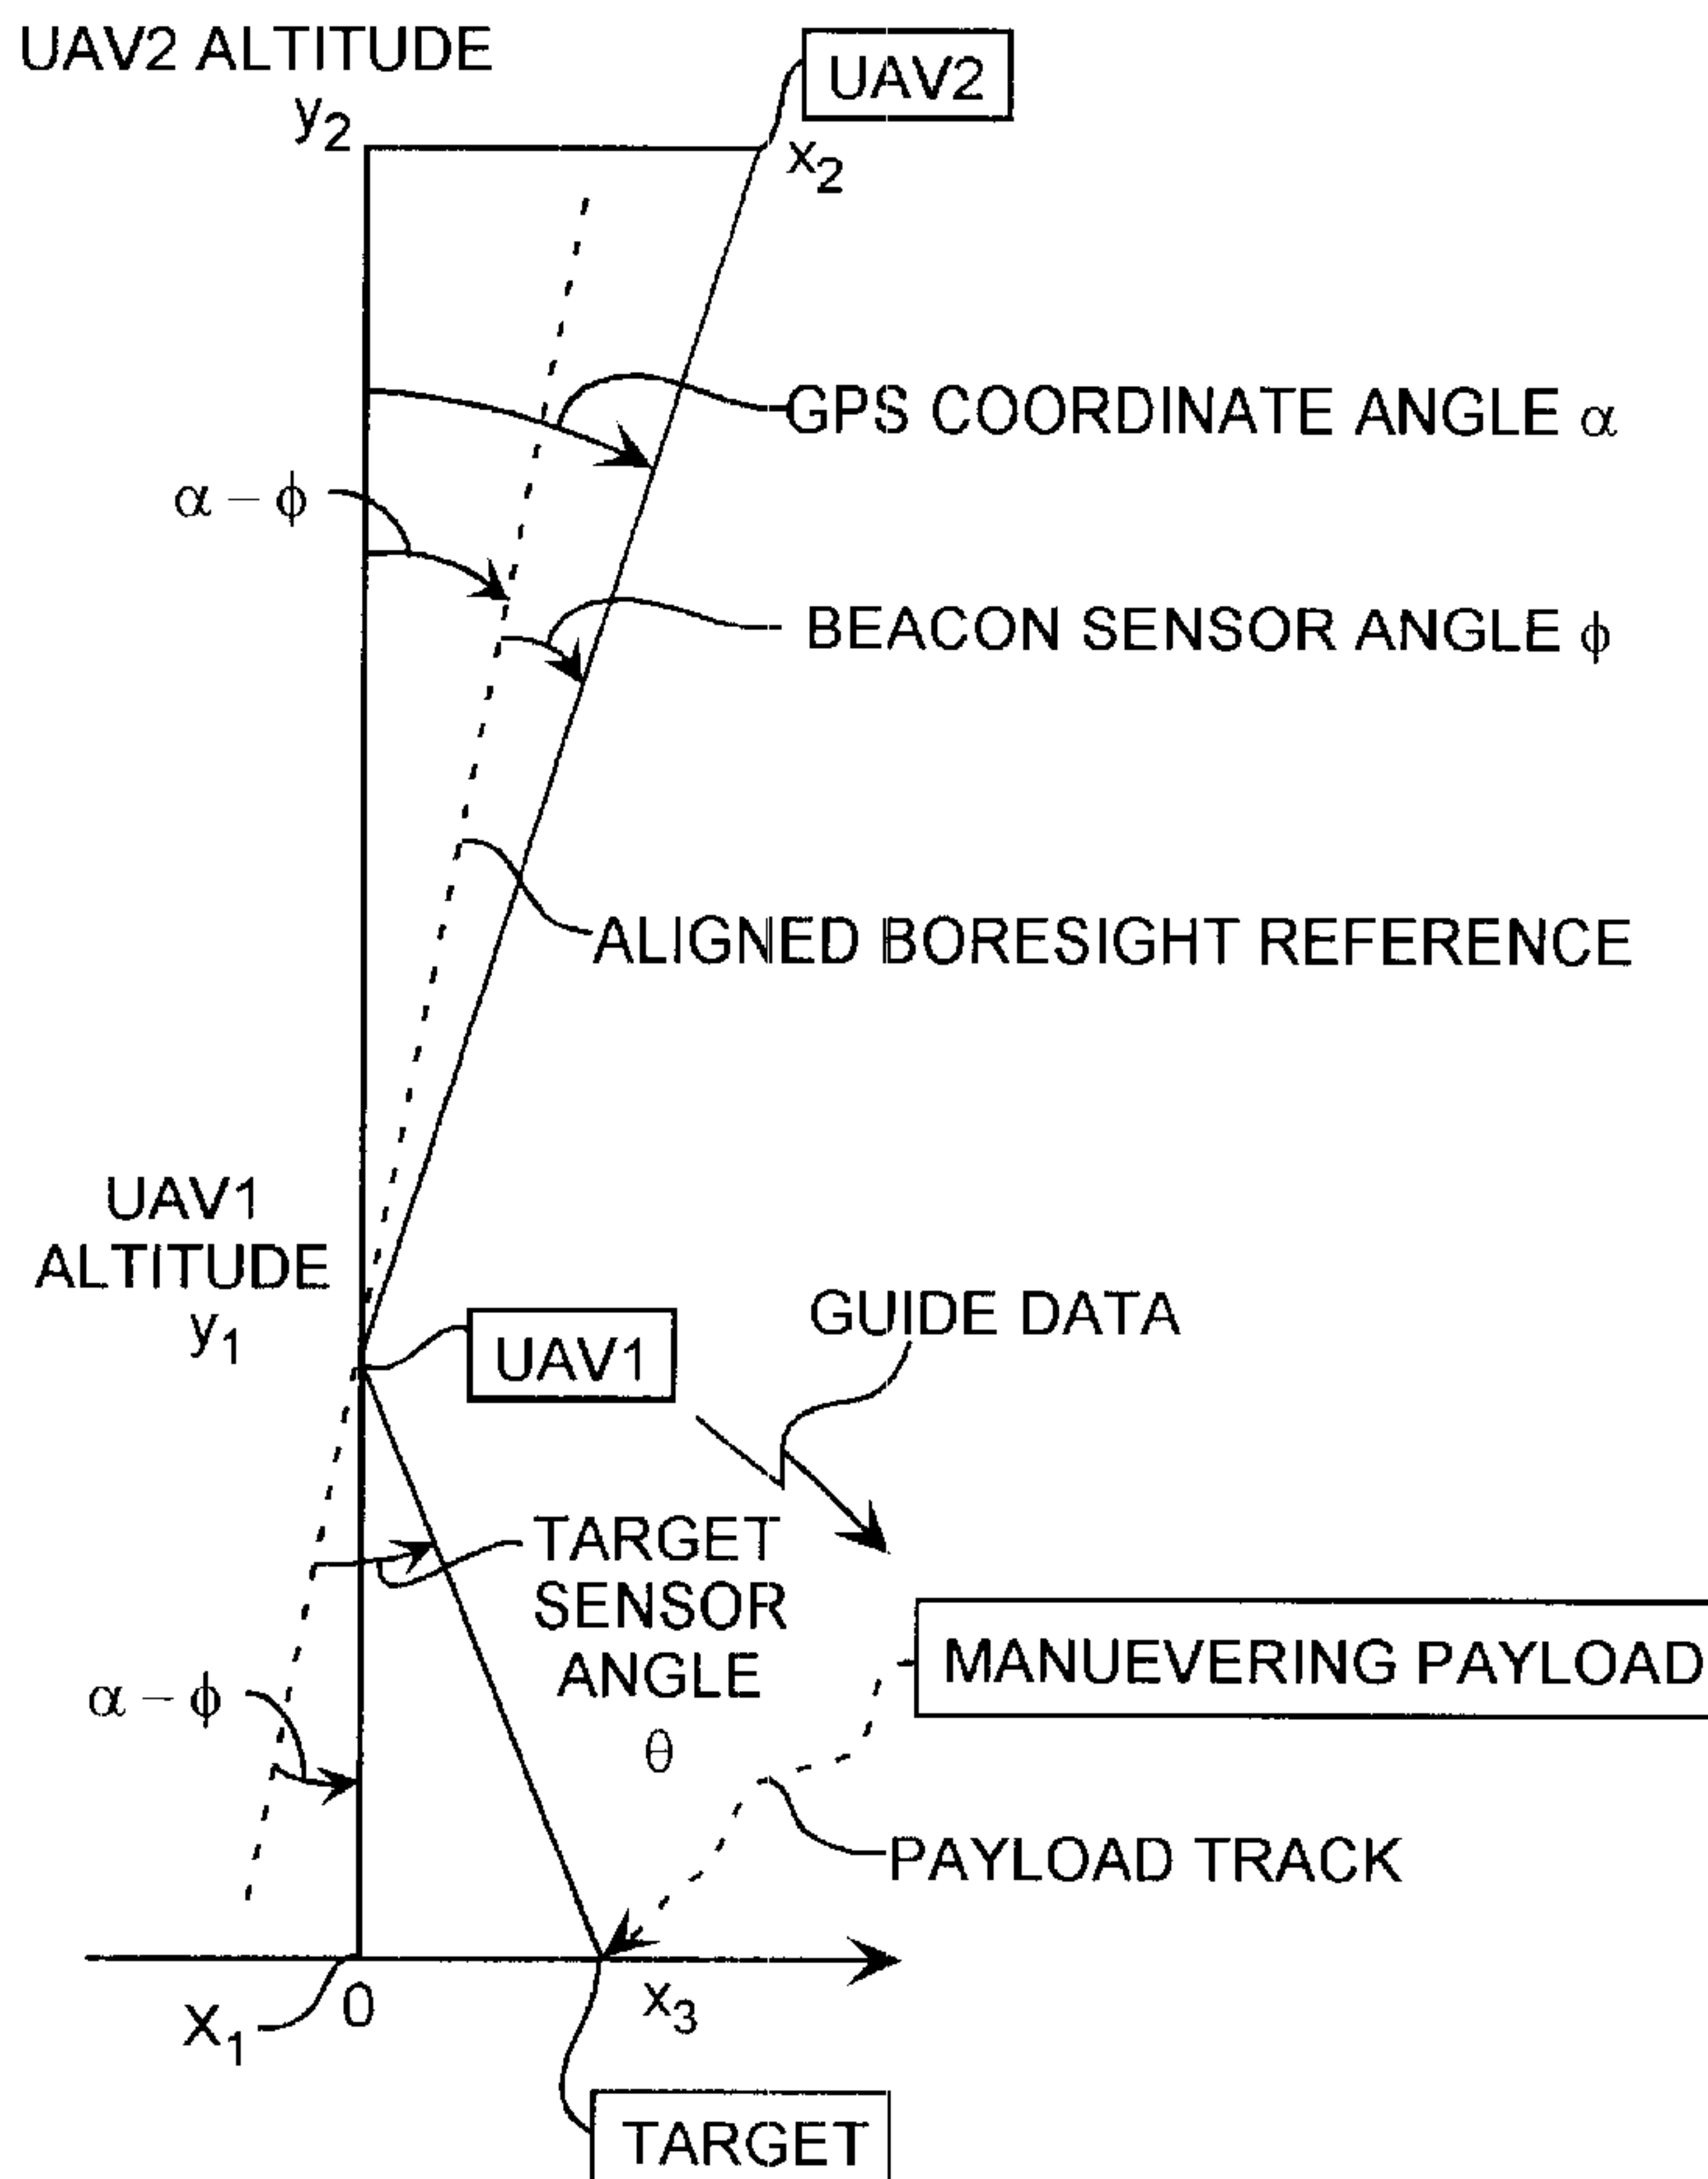 UAV2 ALTITUDE
y2
UAV2
x2
GPS COORDINATE ANGLE α
α – ϕ
BEACON SENSOR ANGLE ϕ
ALIGNED BORESIGHT REFERENCE
UAV1
ALTITUDE
y1
UAV1
GUIDE DATA
TARGET
SENSOR
ANGLE
θ
MANUEVERING PAYLOAD
α – ϕ
PAYLOAD TRACK
X1
0
x3
TARGET